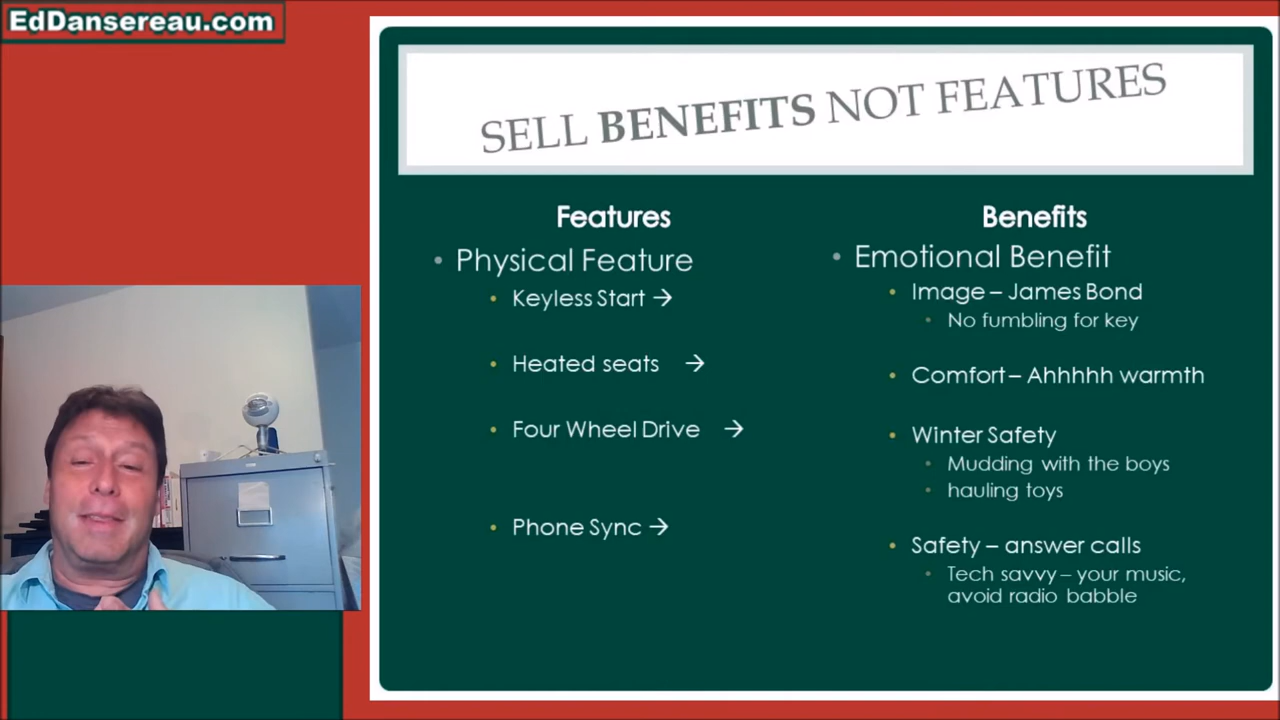 EdDansereau.com
SELL BENEFITS NOT FEATURES
Features
• Physical Feature
• Keyless Start →
• Heated seats →
• Four Wheel Drive →
• Phone Sync →
Benefits
• Emotional Benefit
• Image – James Bond
• No fumbling for key
• Comfort – Ahhhhh warmth
• Winter Safety
• Mudding with the boys
• hauling toys
• Safety – answer calls
• Tech savvy – your music,
avoid radio babble